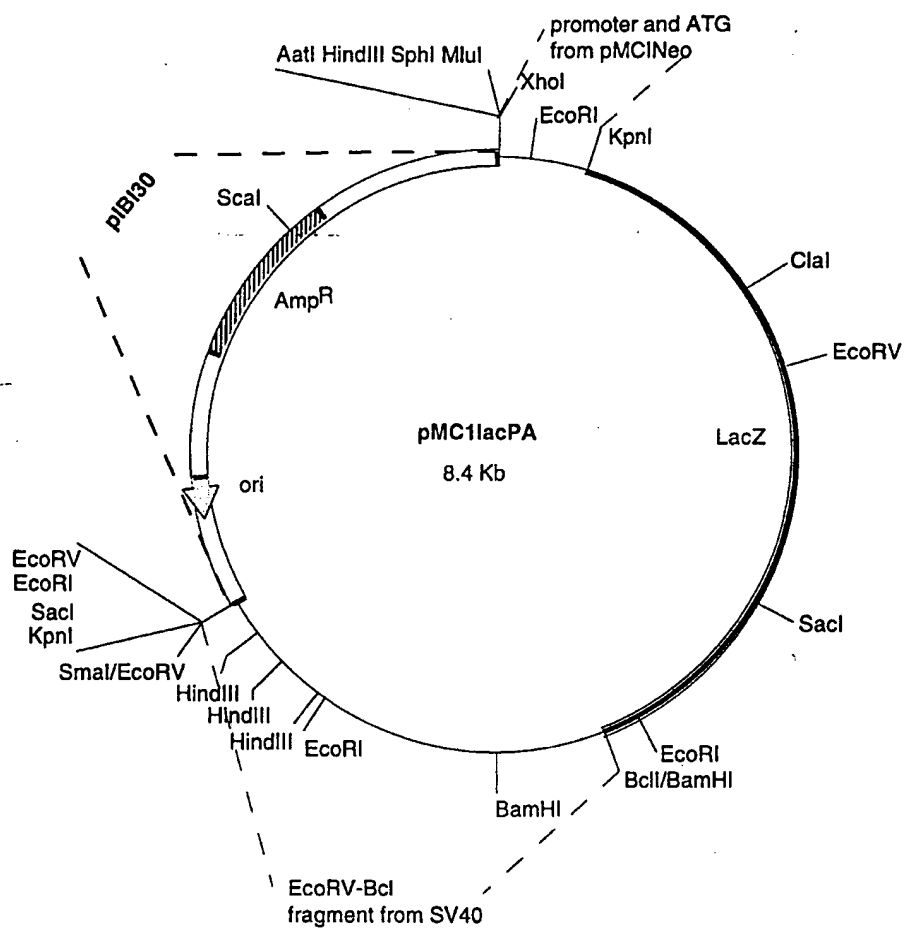 promoter and ATG
from pMCINeo
AatI HindIII SphI MluI
XhoI
EcoRI
KpnI
pIBI30
ScaI
AmpR
ClaI
EcoRV
pMC1lacPA
8.4 Kb
LacZ
ori
EcoRV
EcoRI
SacI
KpnI
SmaI/EcoRV
SacI
HindIII
HindIII
HindIII
EcoRI
EcoRI
BclI/BamHI
BamHI
EcoRV-Bcl
fragment from SV40